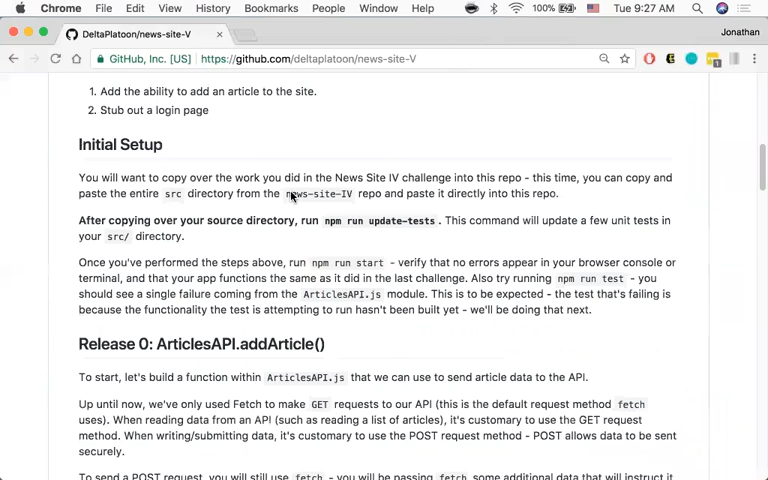 Chrome File Edit View History Bookmarks People Window Help 100% Tue 9:27 AM
DeltaPlatoon/news-site-V × Jonathan
GitHub, Inc. [US] https://github.com/deltaplatoon/news-site-V
1. Add the ability to add an article to the site.
2. Stub out a login page
Initial Setup
You will want to copy over the work you did in the News Site IV challenge into this repo - this time, you can copy and
paste the entire src directory from the news-site-IV repo and paste it directly into this repo.
After copying over your source directory, run npm run update-tests. This command will update a few unit tests in
your src/ directory.
Once you've performed the steps above, run npm run start - verify that no errors appear in your browser console or
terminal, and that your app functions the same as it did in the last challenge. Also try running npm run test - you
should see a single failure coming from the ArticlesAPI.js module. This is to be expected - the test that's failing is
because the functionality the test is attempting to run hasn't been built yet - we'll be doing that next.
Release 0: ArticlesAPI.addArticle()
To start, let's build a function within ArticlesAPI.js that we can use to send article data to the API.
Up until now, we've only used Fetch to make GET requests to our API (this is the default request method fetch
uses). When reading data from an API (such as reading a list of articles), it's customary to use the GET request
method. When writing/submitting data, it's customary to use the POST request method - POST allows data to be sent
securely.
To send a POST request, you will still use fetch - you will be passing fetch some additional data that will instruct it